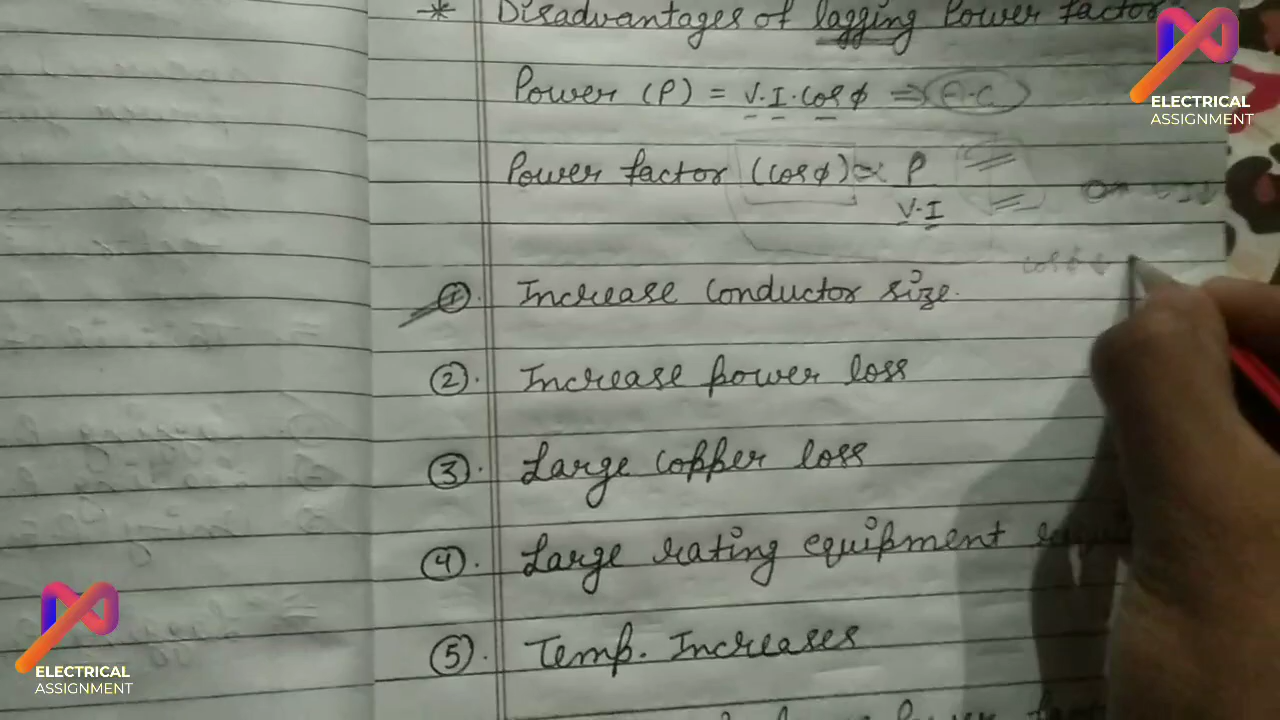 * Disadvantages of lagging Power factor
Power (P) = V.I.cosϕ ⇒ (A.C)
Power factor (cosϕ) ∝ P
V.I
①. Increase conductor size.
②. Increase power loss
③. Large copper loss
④. Large rating equipment
⑤. Temp. Increases
ELECTRICAL
ASSIGNMENT
ELECTRICAL
ASSIGNMENT